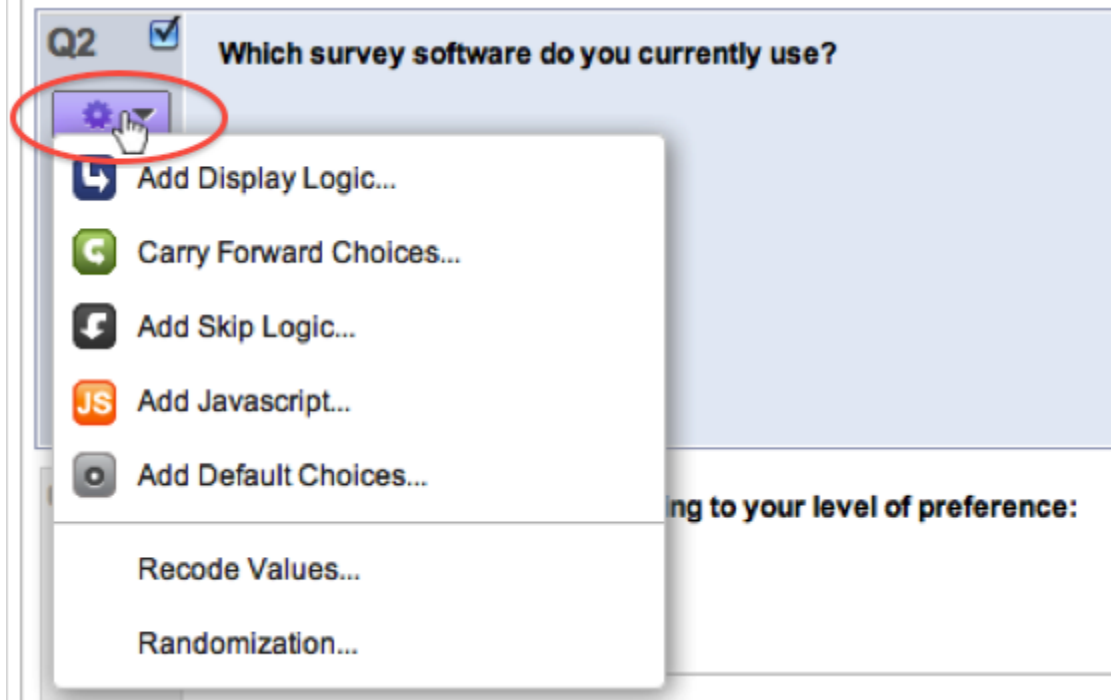 Q2
Which survey software do you currently use?
Add Display Logic...
Carry Forward Choices...
Add Skip Logic...
JS Add Javascript...
Add Default Choices...
ing to your level of preference:
Recode Values...
Randomization...